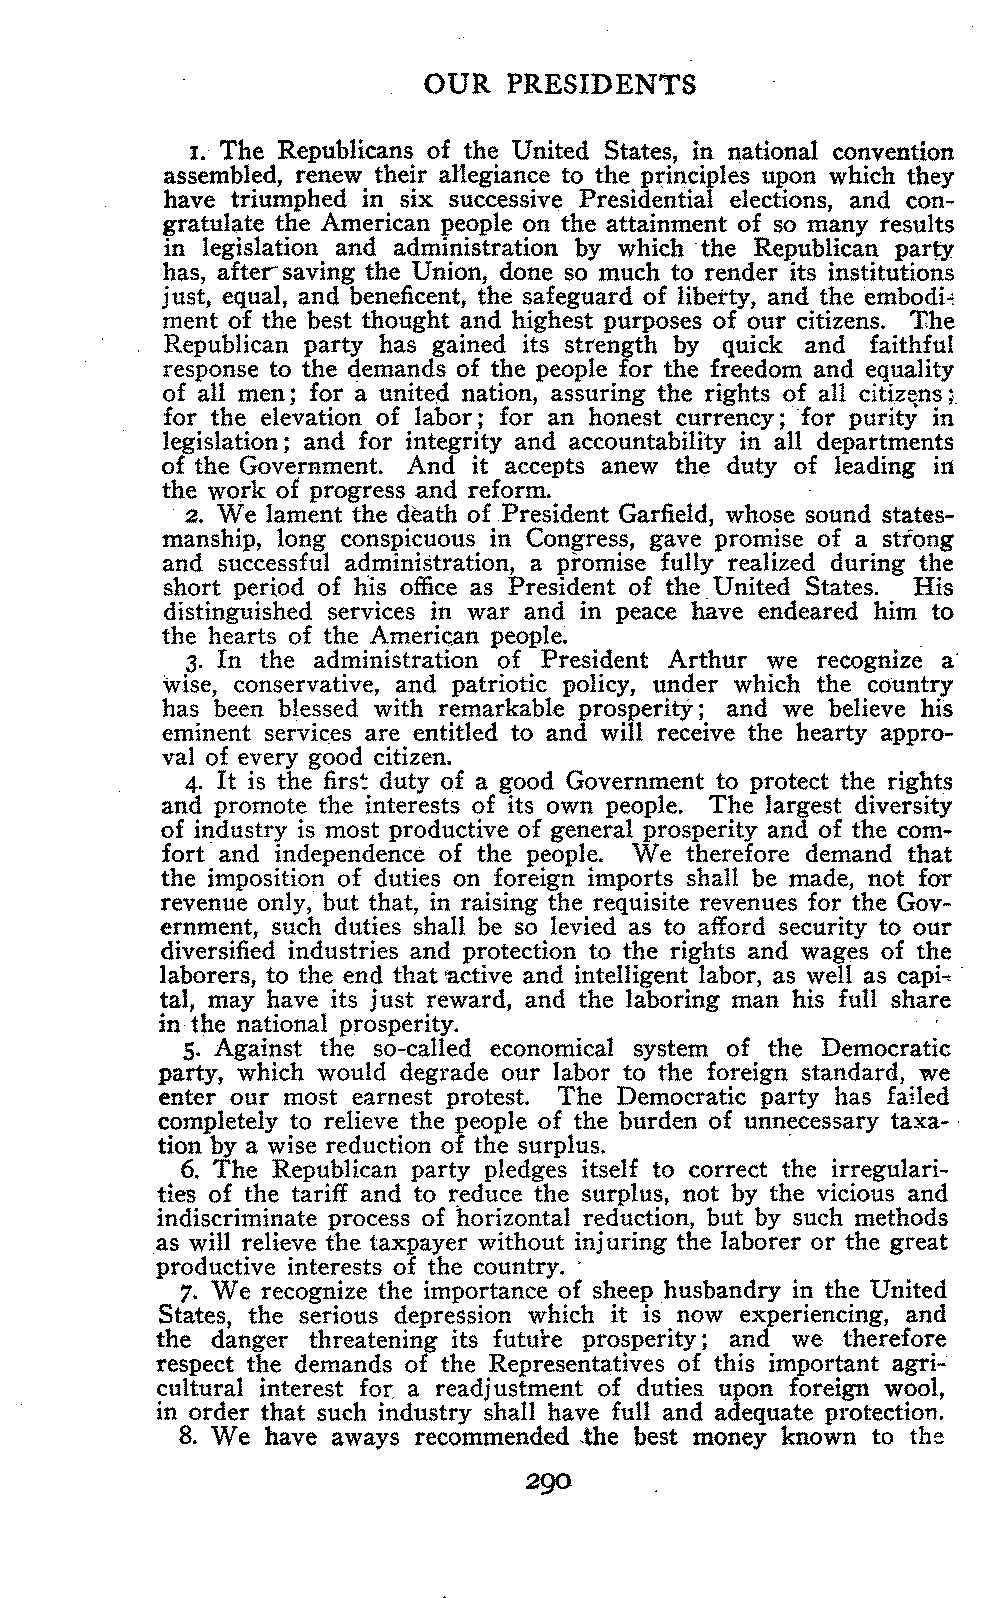 OUR PRESIDENTS
1. The Republicans of the United States, in national convention
assembled, renew their allegiance to the principles upon which they
have triumphed in six successive Presidential elections, and con-
gratulate the American people on the attainment of so many results
in legislation and administration by which the Republican party
has, after saving the Union, done so much to render its institutions
just, equal, and beneficent, the safeguard of liberty, and the embodi-
ment of the best thought and highest purposes of our citizens. The
Republican party has gained its strength by quick and faithful
response to the demands of the people for the freedom and equality
of all men; for a united nation, assuring the rights of all citizens;
for the elevation of labor; for an honest currency; for purity in
legislation; and for integrity and accountability in all departments
of the Government. And it accepts anew the duty of leading in
the work of progress and reform.
2. We lament the death of President Garfield, whose sound states-
manship, long conspicuous in Congress, gave promise of a strong
and successful administration, a promise fully realized during the
short period of his office as President of the United States. His
distinguished services in war and in peace have endeared him to
the hearts of the American people.
3. In the administration of President Arthur we recognize a
wise, conservative, and patriotic policy, under which the country
has been blessed with remarkable prosperity; and we believe his
eminent services are entitled to and will receive the hearty appro-
val of every good citizen.
4. It is the first duty of a good Government to protect the rights
and promote the interests of its own people. The largest diversity
of industry is most productive of general prosperity and of the com-
fort and independence of the people. We therefore demand that
the imposition of duties on foreign imports shall be made, not for
revenue only, but that, in raising the requisite revenues for the Gov-
ernment, such duties shall be so levied as to afford security to our
diversified industries and protection to the rights and wages of the
laborers, to the end that active and intelligent labor, as well as capi-
tal, may have its just reward, and the laboring man his full share
in the national prosperity.
5. Against the so-called economical system of the Democratic
party, which would degrade our labor to the foreign standard, we
enter our most earnest protest. The Democratic party has failed
completely to relieve the people of the burden of unnecessary taxa-
tion by a wise reduction of the surplus.
6. The Republican party pledges itself to correct the irregulari-
ties of the tariff and to reduce the surplus, not by the vicious and
indiscriminate process of horizontal reduction, but by such methods
as will relieve the taxpayer without injuring the laborer or the great
productive interests of the country.
7. We recognize the importance of sheep husbandry in the United
States, the serious depression which it is now experiencing, and
the danger threatening its future prosperity; and we therefore
respect the demands of the Representatives of this important agri-
cultural interest for a readjustment of duties upon foreign wool,
in order that such industry shall have full and adequate protection.
8. We have aways recommended the best money known to the
290